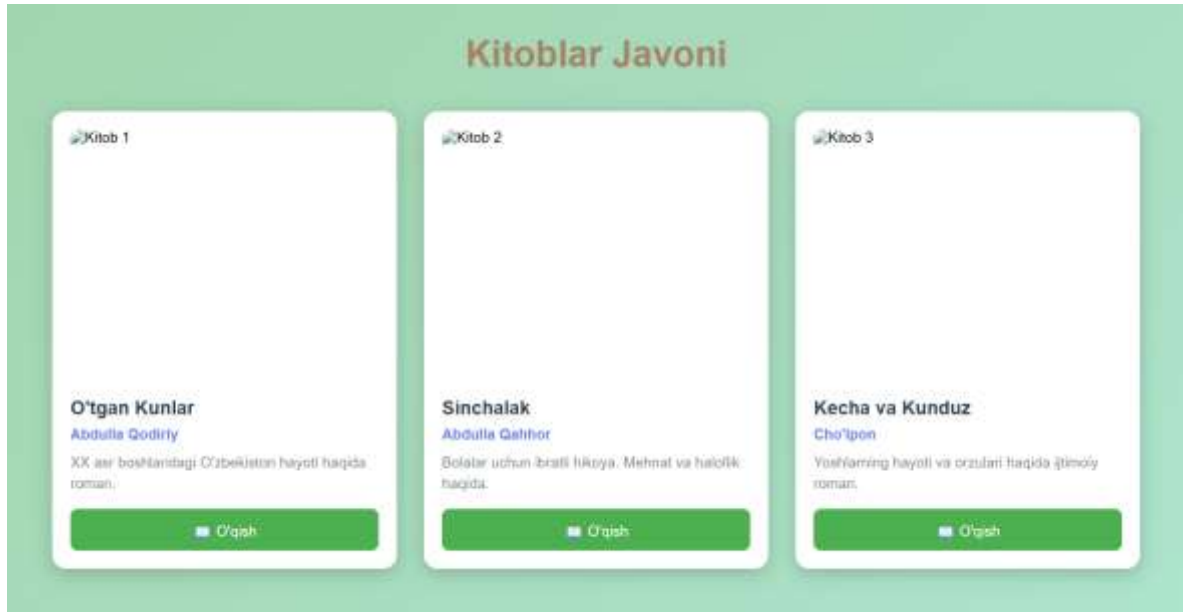 Kitoblar Javoni
Kitob 1
Kitob 2
Kitob 3
O'tgan Kunlar
Abdulla Qodiriy
XX asr boshlaridagi O'zbekiston hayoti haqida
roman.
📖 O'qish
Sinchalak
Abdulla Qahhor
Bolalar uchun ibratli hikoya. Mehnat va halollik
haqida.
📖 O'qish
Kecha va Kunduz
Cho'lpon
Yoshlarning hayoti va orzulari haqida ijtimoiy
roman.
📖 O'qish